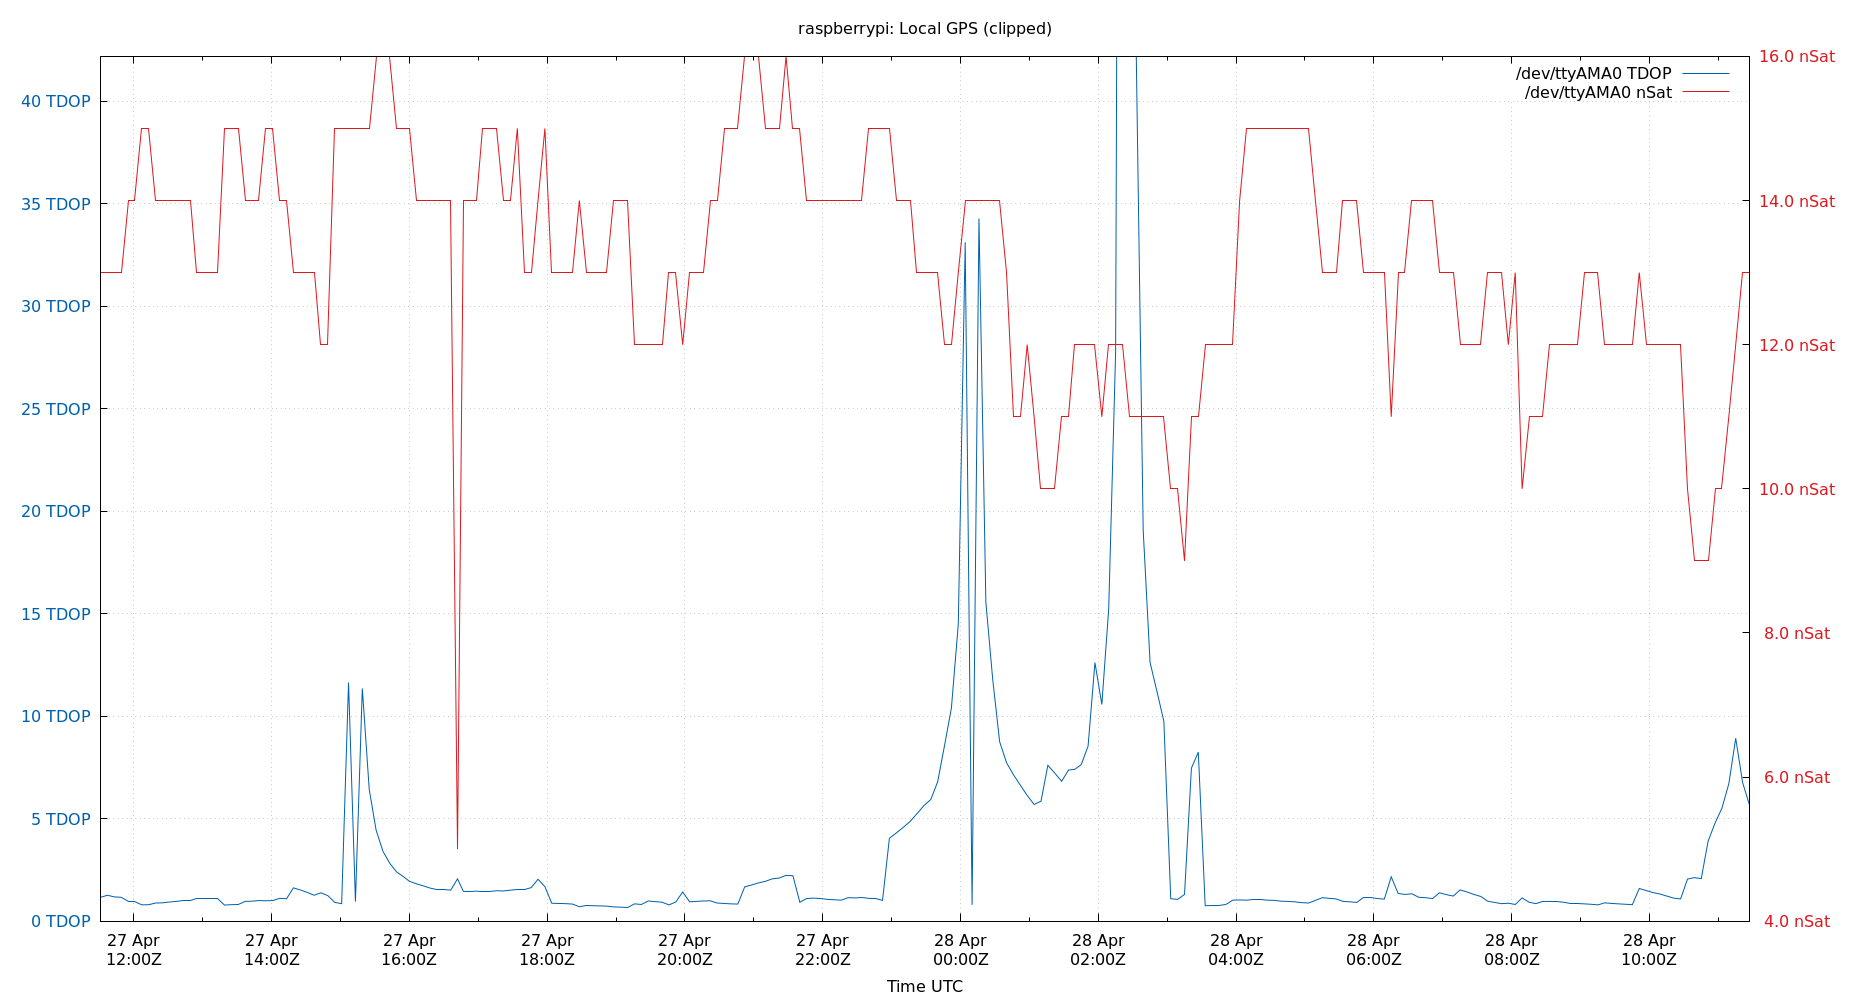 raspberrypi: Local GPS (clipped)
/dev/ttyAMA0 TDOP
/dev/ttyAMA0 nSat
40 TDOP
35 TDOP
30 TDOP
25 TDOP
20 TDOP
15 TDOP
10 TDOP
5 TDOP
0 TDOP
16.0 nSat
14.0 nSat
12.0 nSat
10.0 nSat
8.0 nSat
6.0 nSat
4.0 nSat
27 Apr
12:00Z
27 Apr
14:00Z
27 Apr
16:00Z
27 Apr
18:00Z
27 Apr
20:00Z
27 Apr
22:00Z
28 Apr
00:00Z
28 Apr
02:00Z
28 Apr
04:00Z
28 Apr
06:00Z
28 Apr
08:00Z
28 Apr
10:00Z
Time UTC